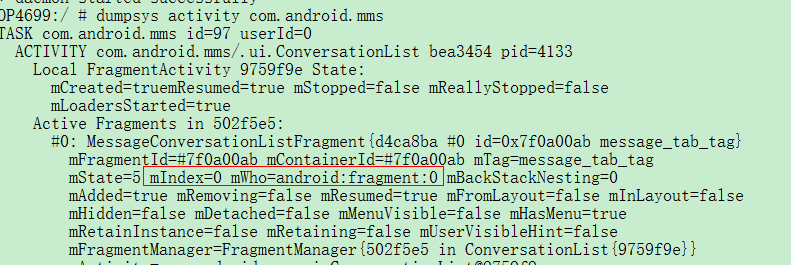 daemon started successfully
OP4699:/ # dumpsys activity com.android.mms
TASK com.android.mms id=97 userId=0
ACTIVITY com.android.mms/.ui.ConversationList bea3454 pid=4133
Local FragmentActivity 9759f9e State:
mCreated=truemResumed=true mStopped=false mReallyStopped=false
mLoadersStarted=true
Active Fragments in 502f5e5:
#0: MessageConversationListFragment{d4ca8ba #0 id=0x7f0a00ab message_tab_tag}
mFragmentId=#7f0a00ab mContainerId=#7f0a00ab mTag=message_tab_tag
mState=5 mIndex=0 mWho=android:fragment:0 mBackStackNesting=0
mAdded=true mRemoving=false mResumed=true mFromLayout=false mInLayout=false
mHidden=false mDetached=false mMenuVisible=false mHasMenu=true
mRetainInstance=false mRetaining=false mUserVisibleHint=false
mFragmentManager=FragmentManager{502f5e5 in ConversationList{9759f9e}}